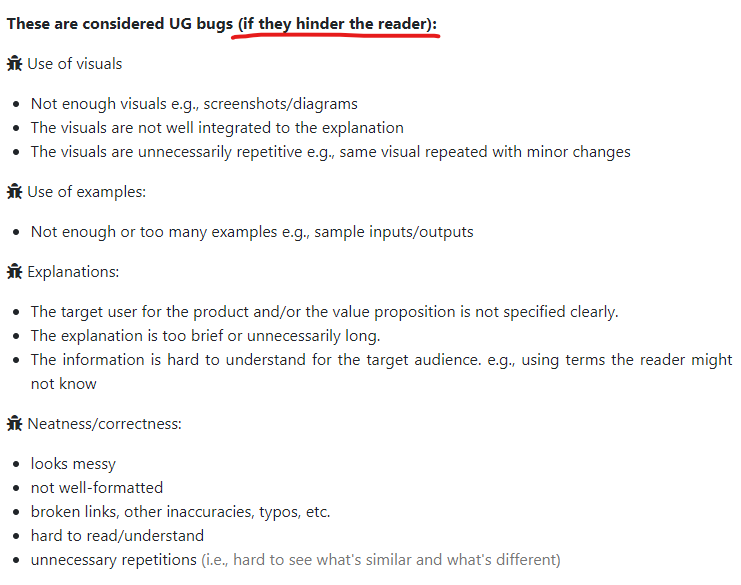 These are considered UG bugs (if they hinder the reader):
Use of visuals
Not enough visuals e.g., screenshots/diagrams
The visuals are not well integrated to the explanation
The visuals are unnecessarily repetitive e.g., same visual repeated with minor changes
Use of examples:
Not enough or too many examples e.g., sample inputs/outputs
Explanations:
The target user for the product and/or the value proposition is not specified clearly.
The explanation is too brief or unnecessarily long.
The information is hard to understand for the target audience. e.g., using terms the reader might
not know
Neatness/correctness:
looks messy
not well-formatted
broken links, other inaccuracies, typos, etc.
hard to read/understand
unnecessary repetitions (i.e., hard to see what's similar and what's different)